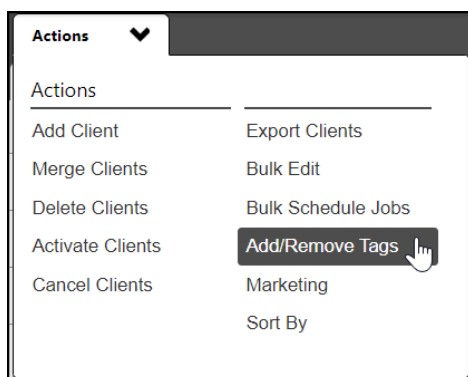 Actions
Actions
Add Client
Merge Clients
Delete Clients
Activate Clients
Cancel Clients
Export Clients
Bulk Edit
Bulk Schedule Jobs
Add/Remove Tags
Marketing
Sort By